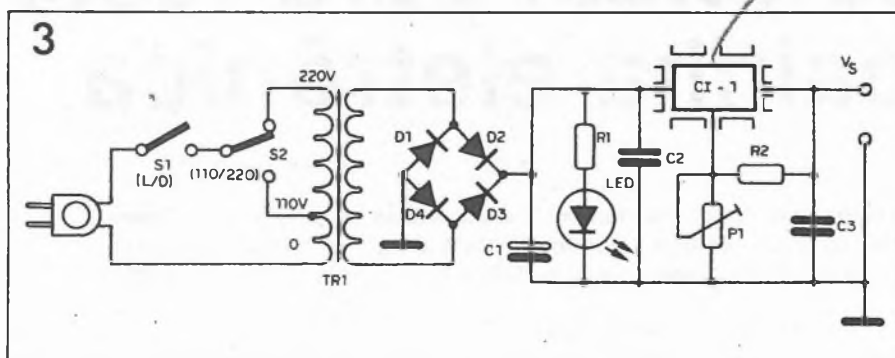 3
220V
S1
(L/D)
S2
(110/220)
110V
0
TR1
D1
D2
D4
D3
C1
R1
LED
C2
CI-1
R2
P1
C3
VS